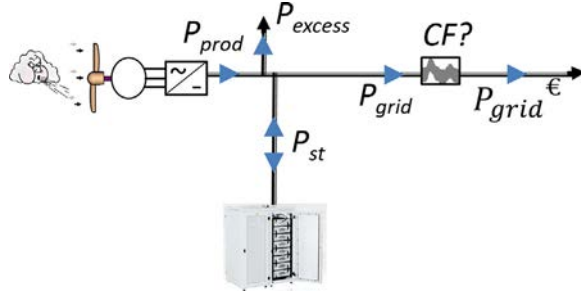 P_prod
P_excess
CF?
P_grid
P_grid
€
P_st
~
-